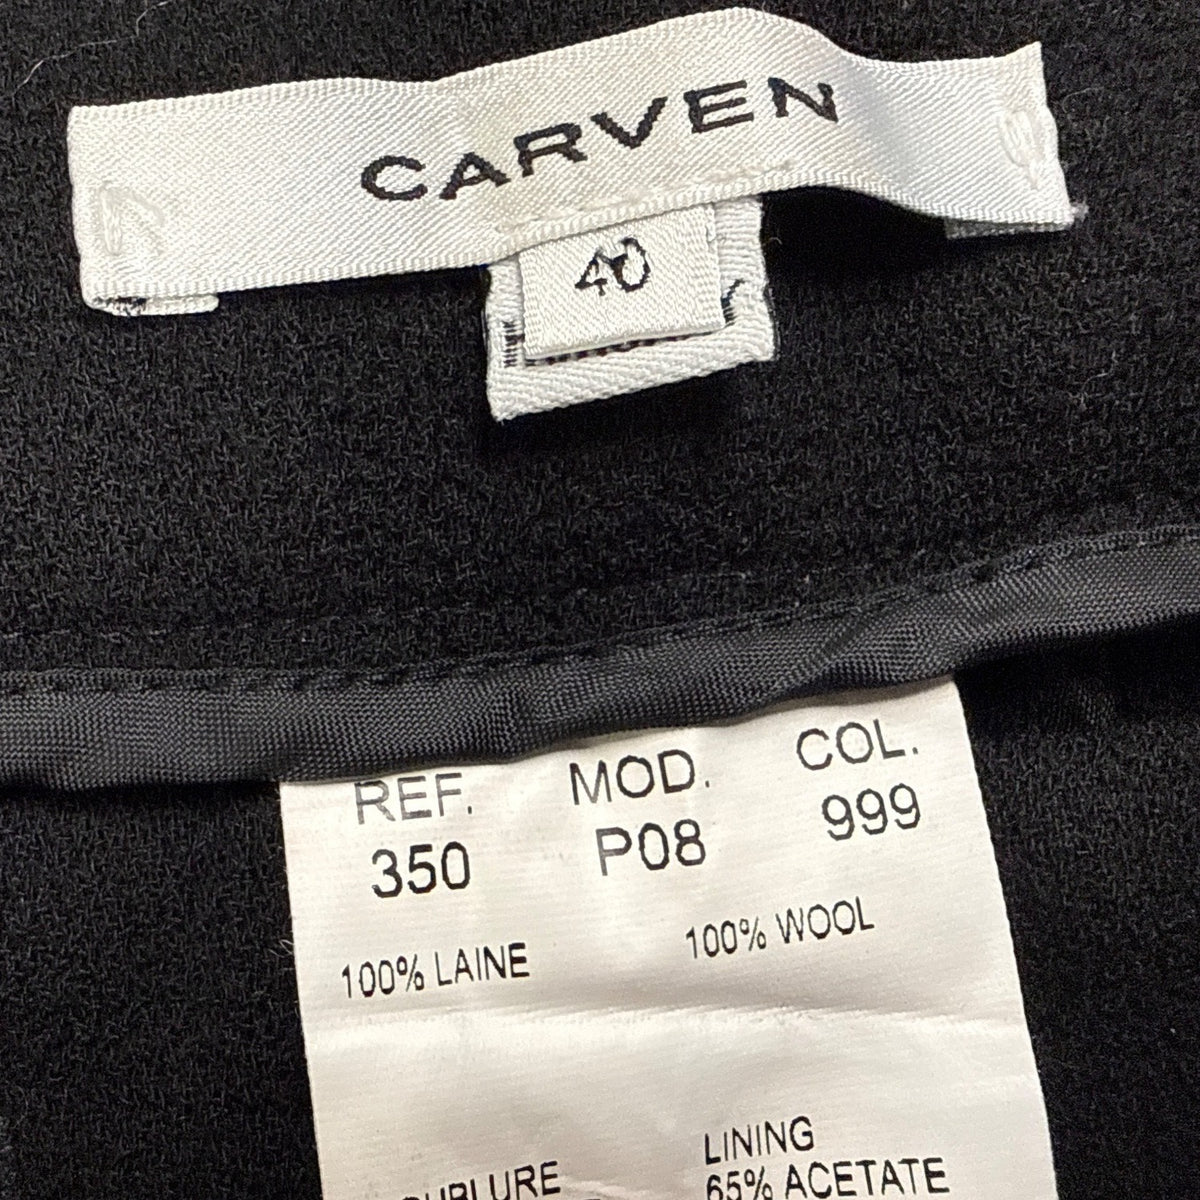 CARVEN
40
REF. MOD. COL.
350 P08 999
100% LAINE 100% WOOL
LINING
65% ACETATE